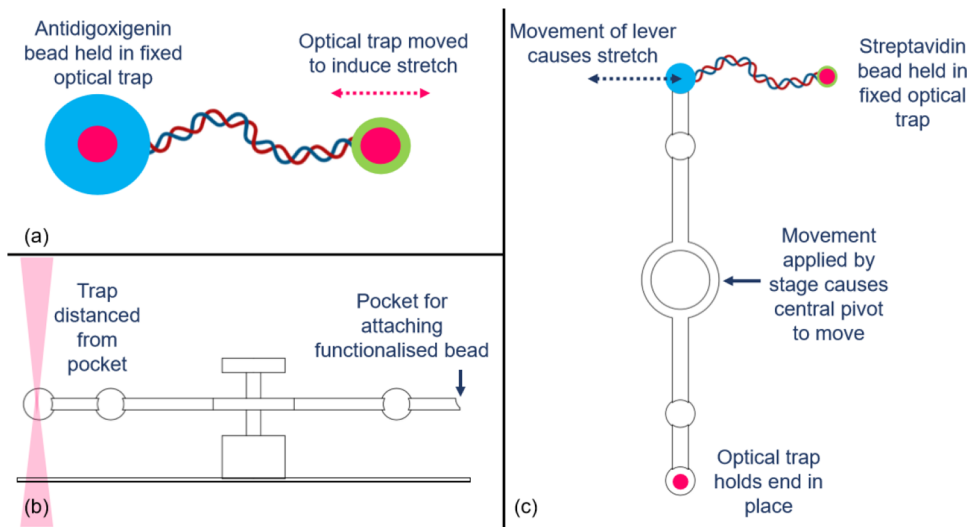 Antidigoxigenin
bead held in fixed
optical trap
Optical trap moved
to induce stretch
(a)
Trap
distanced
from
pocket
Pocket for
attaching
functionalised bead
(b)
Movement of lever
causes stretch
Streptavidin
bead held in
fixed optical
trap
Movement
applied by
stage causes
central pivot
to move
Optical trap
holds end in
place
(c)